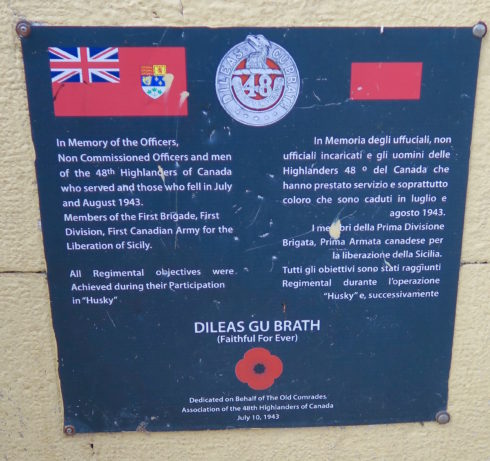 DILEAS GU BRATH
48
In Memory of the Officers,
Non Commissioned Officers and men
of the 48th Highlanders of Canada
who served and those who fell in July
and August 1943.
Members of the First Brigade, First
Division, First Canadian Army for the
Liberation of Sicily.
All Regimental objectives were
Achieved during their Participation
in "Husky"
In Memoria degli uffuciali, non
ufficiali incaricati e gli uomini delle
Highlanders 48 º del Canada che
hanno prestato servizio e soprattutto
coloro che sono caduti in luglio e
agosto 1943.
I membri della Prima Divisione
Brigata, Prima Armata canadese per
la liberazione della Sicilia.
Tutti gli obiettivi sono stati raggiunti
Regimental durante l'operazione
"Husky" e, successivamente
DILEAS GU BRATH
(Faithful For Ever)
Dedicated on Behalf of The Old Comrades
Association of the 48th Highlanders of Canada
July 10, 1943